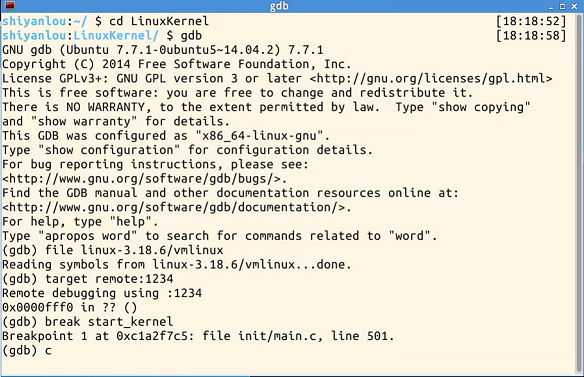 gdb
shiyanlou:~/ $ cd LinuxKernel [18:18:52]
shiyanlou:LinuxKernel/ $ gdb [18:18:58]
GNU gdb (Ubuntu 7.7.1-0ubuntu5~14.04.2) 7.7.1
Copyright (C) 2014 Free Software Foundation, Inc.
License GPLv3+: GNU GPL version 3 or later <http://gnu.org/licenses/gpl.html>
This is free software: you are free to change and redistribute it.
There is NO WARRANTY, to the extent permitted by law.  Type "show copying"
and "show warranty" for details.
This GDB was configured as "x86_64-linux-gnu".
Type "show configuration" for configuration details.
For bug reporting instructions, please see:
<http://www.gnu.org/software/gdb/bugs/>.
Find the GDB manual and other documentation resources online at:
<http://www.gnu.org/software/gdb/documentation/>.
For help, type "help".
Type "apropos word" to search for commands related to "word".
(gdb) file linux-3.18.6/vmlinux
Reading symbols from linux-3.18.6/vmlinux...done.
(gdb) target remote:1234
Remote debugging using :1234
0x0000fff0 in ?? ()
(gdb) break start_kernel
Breakpoint 1 at 0xc1a2f7c5: file init/main.c, line 501.
(gdb) c